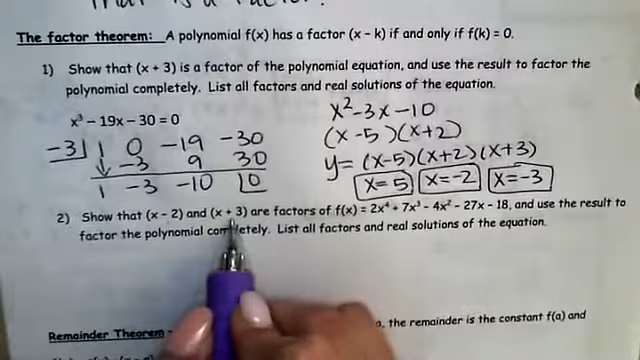 That is a factor.
The factor theorem: A polynomial f(x) has a factor (x - k) if and only if f(k) = 0.
1) Show that (x + 3) is a factor of the polynomial equation, and use the result to factor the
polynomial completely. List all factors and real solutions of the equation.
x³ - 19x - 30 = 0
-3 1 0 -19 -30
↓ -3 9 30
1 -3 -10 0
x² - 3x - 10
(x - 5)(x + 2)
y = (x-5)(x+2)(x+3)
x = 5 x = -2 x = -3
2) Show that (x - 2) and (x + 3) are factors of f(x) = 2x⁴ + 7x³ - 4x² - 27x - 18, and use the result to
factor the polynomial completely. List all factors and real solutions of the equation.
Remainder Theorem - a, the remainder is the constant f(a) and